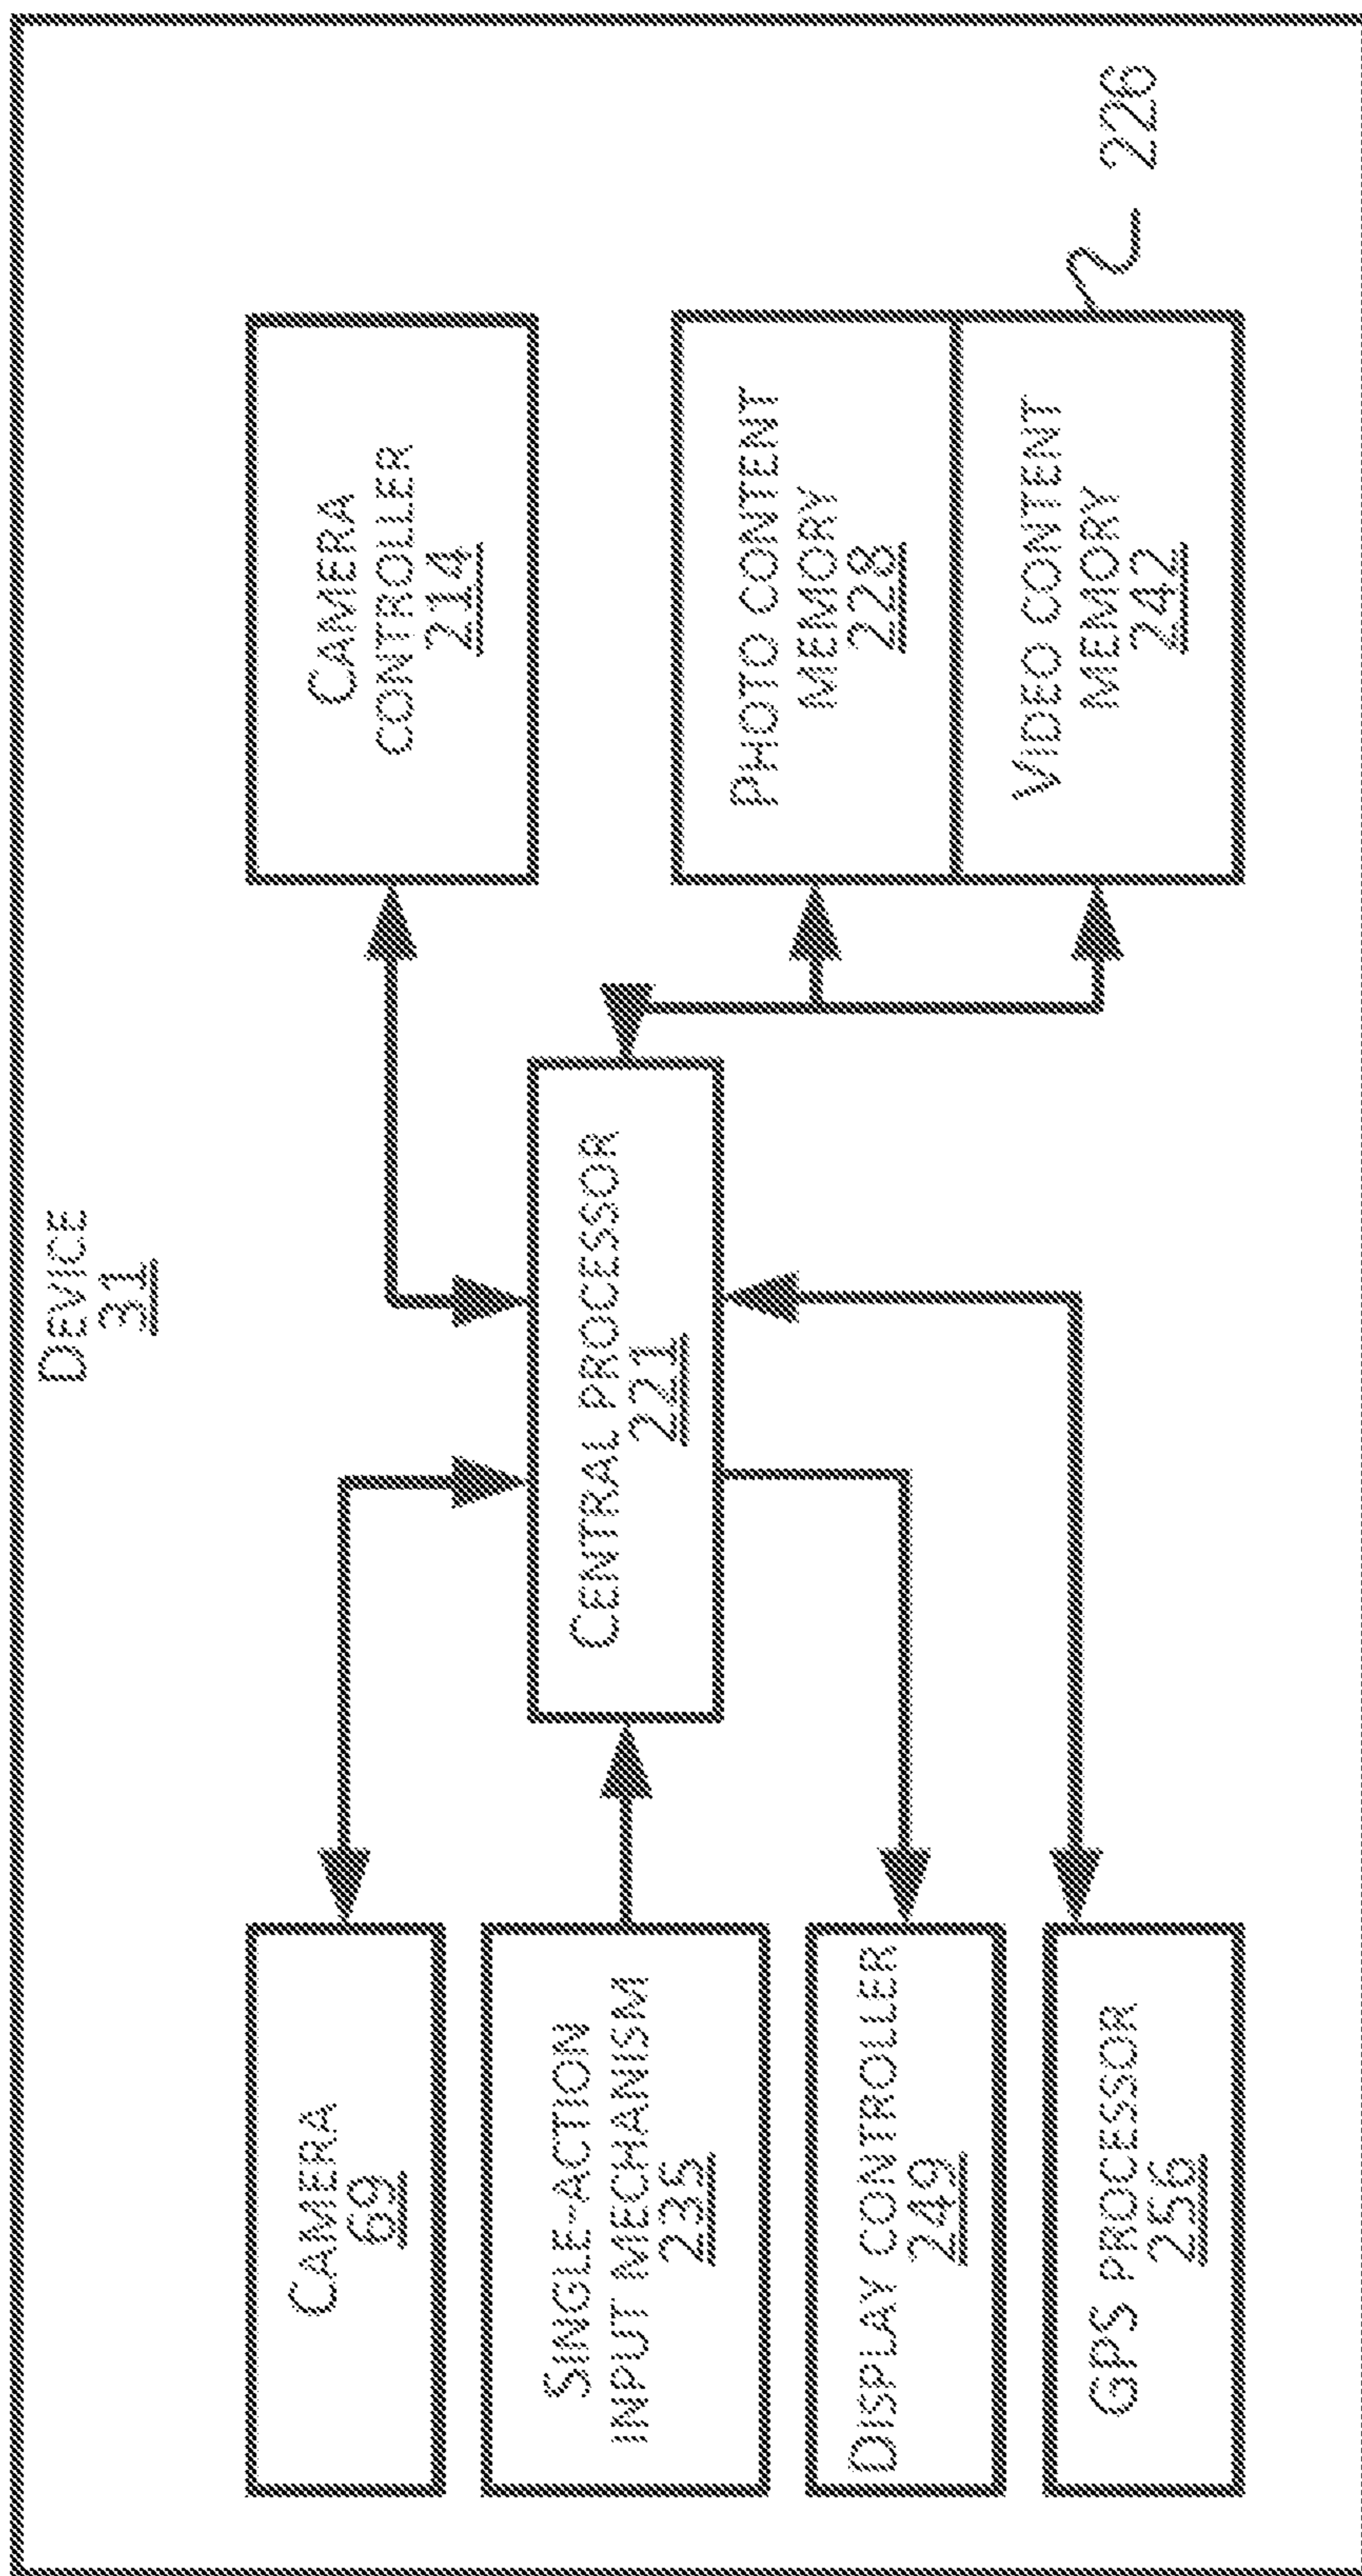 DEVICE
31
CAMERA
69
SINGLE-ACTION
INPUT MECHANISM
235
DISPLAY CONTROLLER
249
GPS PROCESSOR
256
CENTRAL PROCESSOR
221
CAMERA
CONTROLLER
214
PHOTO CONTENT
MEMORY
228
VIDEO CONTENT
MEMORY
242
226